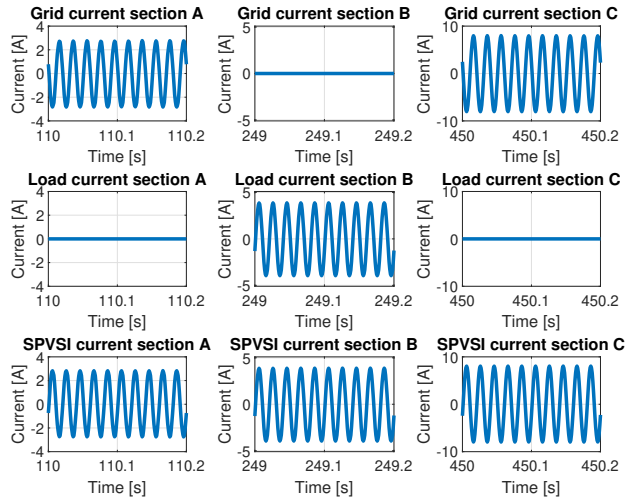 Grid current section A
Current [A]
4
2
0
-2
-4
110
110.1
110.2
Time [s]
Grid current section B
Current [A]
5
0
-5
249
249.1
249.2
Time [s]
Grid current section C
Current [A]
10
0
-10
450
450.1
450.2
Time [s]
Load current section A
Current [A]
4
2
0
-2
-4
110
110.1
110.2
Time [s]
Load current section B
Current [A]
5
0
-5
249
249.1
249.2
Time [s]
Load current section C
Current [A]
10
0
-10
450
450.1
450.2
Time [s]
SPVSI current section A
Current [A]
4
2
0
-2
-4
110
110.1
110.2
Time [s]
SPVSI current section B
Current [A]
5
0
-5
249
249.1
249.2
Time [s]
SPVSI current section C
Current [A]
10
0
-10
450
450.1
450.2
Time [s]